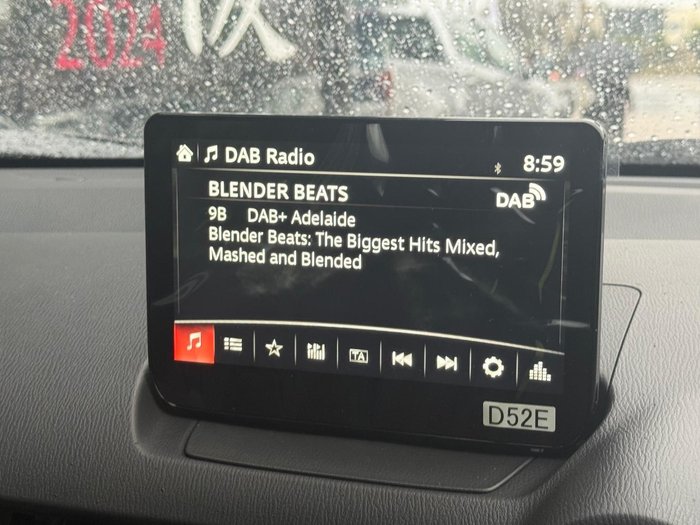 2024
DAB Radio
8:59
BLENDER BEATS
DAB
9B DAB+ Adelaide
Blender Beats: The Biggest Hits Mixed,
Mashed and Blended
TA
D52E